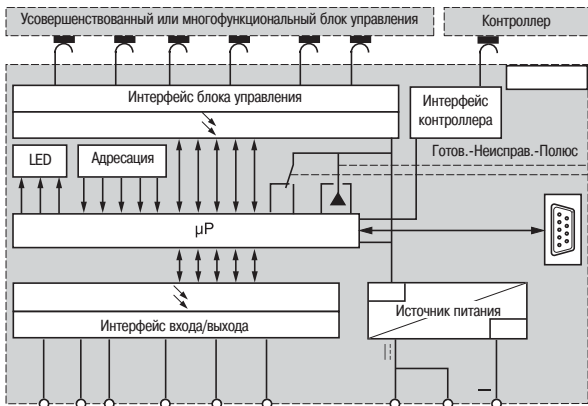 Усовершенствованный или многофункциональный блок управления
Контроллер
Интерфейс блока управления
Интерфейс
контроллера
LED
Адресация
Готов.-Неисправ.-Полюс
µP
Интерфейс входа/выхода
Источник питания